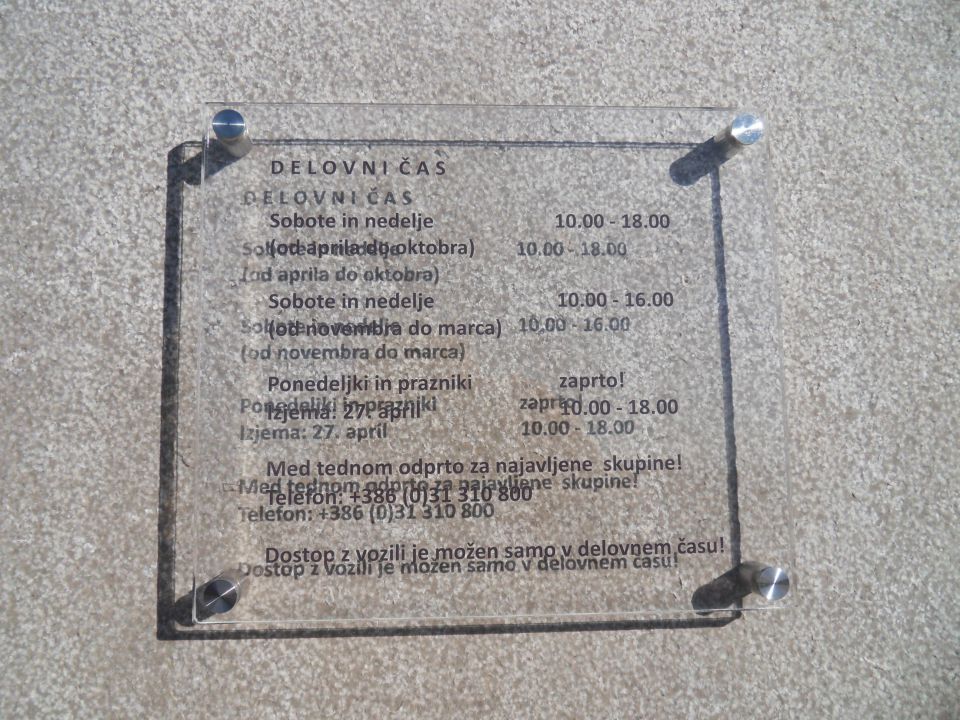 DELOVNI ČAS
Sobote in nedelje 10.00 - 18.00
(od aprila do oktobra)
Sobote in nedelje 10.00 - 16.00
(od novembra do marca)
Ponedeljki in prazniki zaprto!
Izjema: 27. april 10.00 - 18.00
Med tednom odprto za najavljene skupine!
Telefon: +386 (0)31 310 800
Dostop z vozili je možen samo v delovnem času!